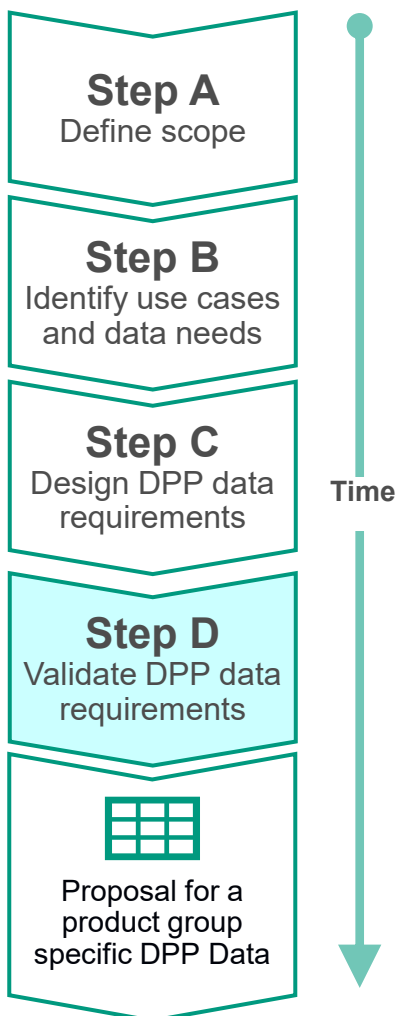 Step A
Define scope
Step B
Identify use cases
and data needs
Step C
Design DPP data
requirements
Time
Step D
Validate DPP data
requirements
Proposal for a
product group
specific DPP Data